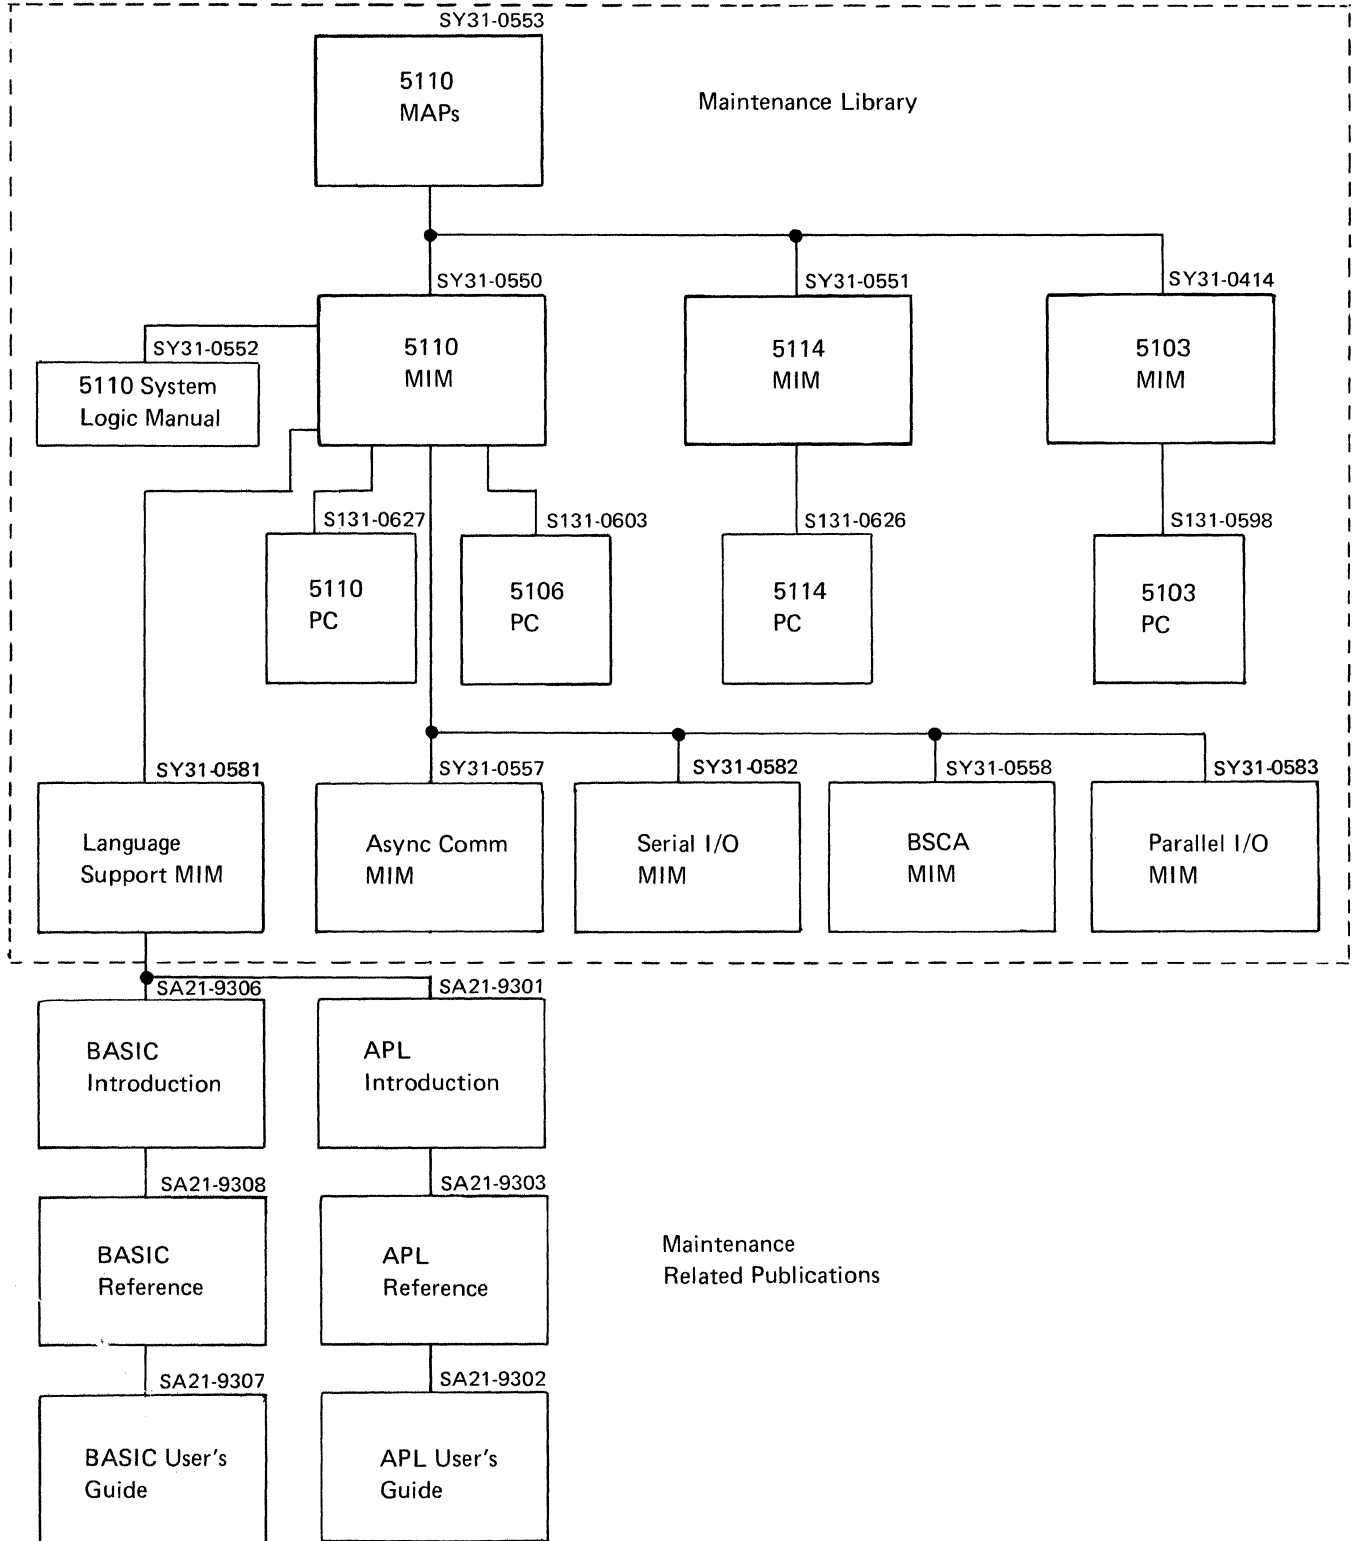 SY31-0553
5110
MAPs
Maintenance Library
SY31-0550
SY31-0551
SY31-0414
5110
MIM
5114
MIM
5103
MIM
SY31-0552
5110 System
Logic Manual
S131-0627
S131-0603
S131-0626
S131-0598
5110
PC
5106
PC
5114
PC
5103
PC
SY31-0581
SY31-0557
SY31-0582
SY31-0558
SY31-0583
Language
Support MIM
Async Comm
MIM
Serial I/O
MIM
BSCA
MIM
Parallel I/O
MIM
SA21-9306
SA21-9301
BASIC
Introduction
APL
Introduction
SA21-9308
SA21-9303
BASIC
Reference
APL
Reference
Maintenance
Related Publications
SA21-9307
SA21-9302
BASIC User's
Guide
APL User's
Guide